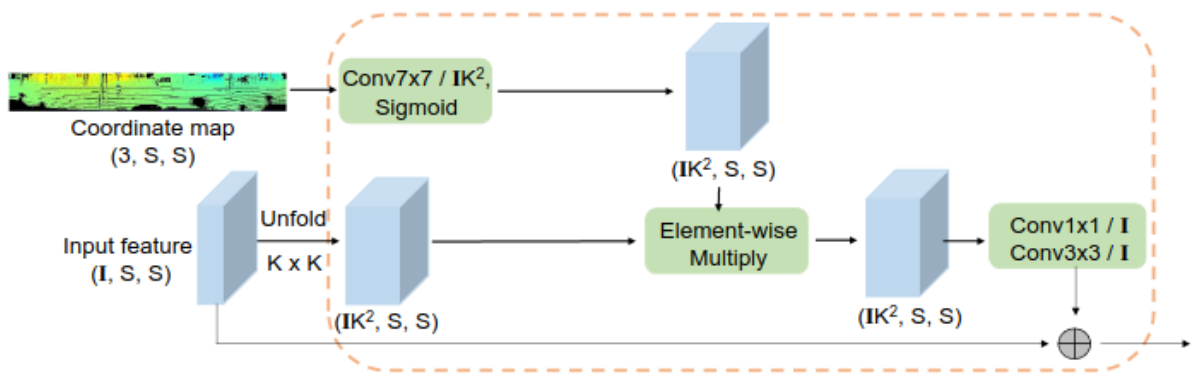 Conv7x7 / IK²,
Sigmoid
Coordinate map
(3, S, S)
(IK², S, S)
Unfold
K x K
Input feature
(I, S, S)
(IK², S, S)
Element-wise
Multiply
(IK², S, S)
Conv1x1 / I
Conv3x3 / I